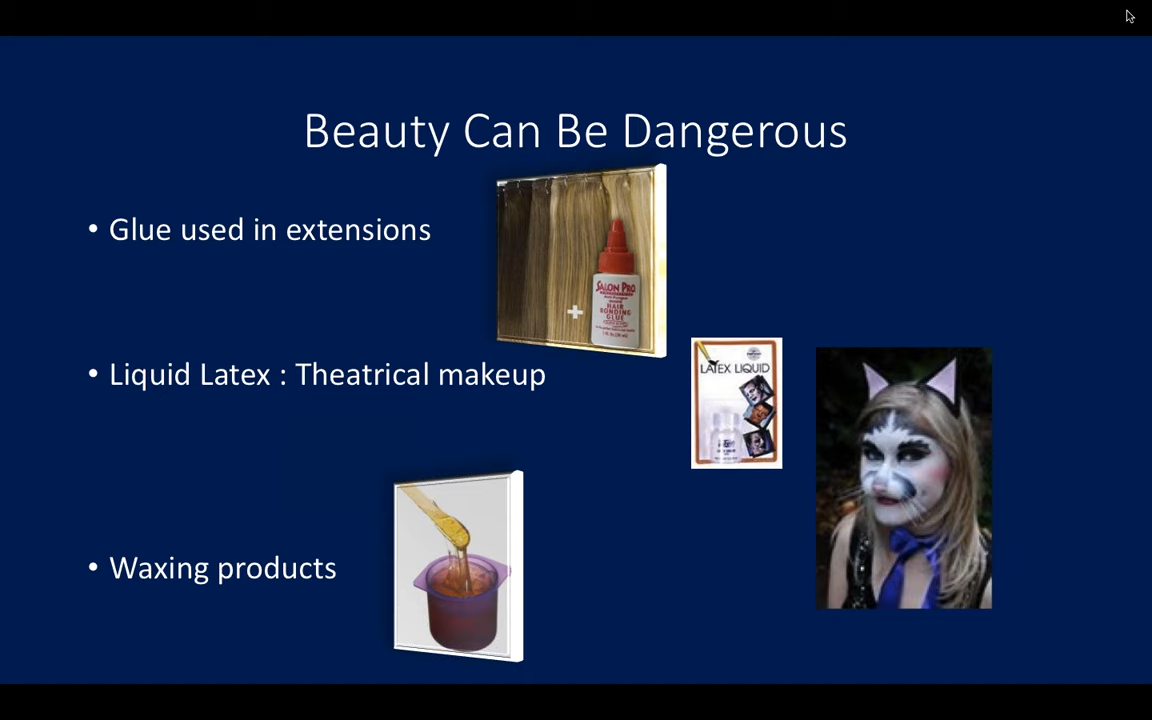 Beauty Can Be Dangerous
• Glue used in extensions
SALON PRO
HAIR
BONDING
GLUE
LATEX LIQUID
• Liquid Latex : Theatrical makeup
• Waxing products